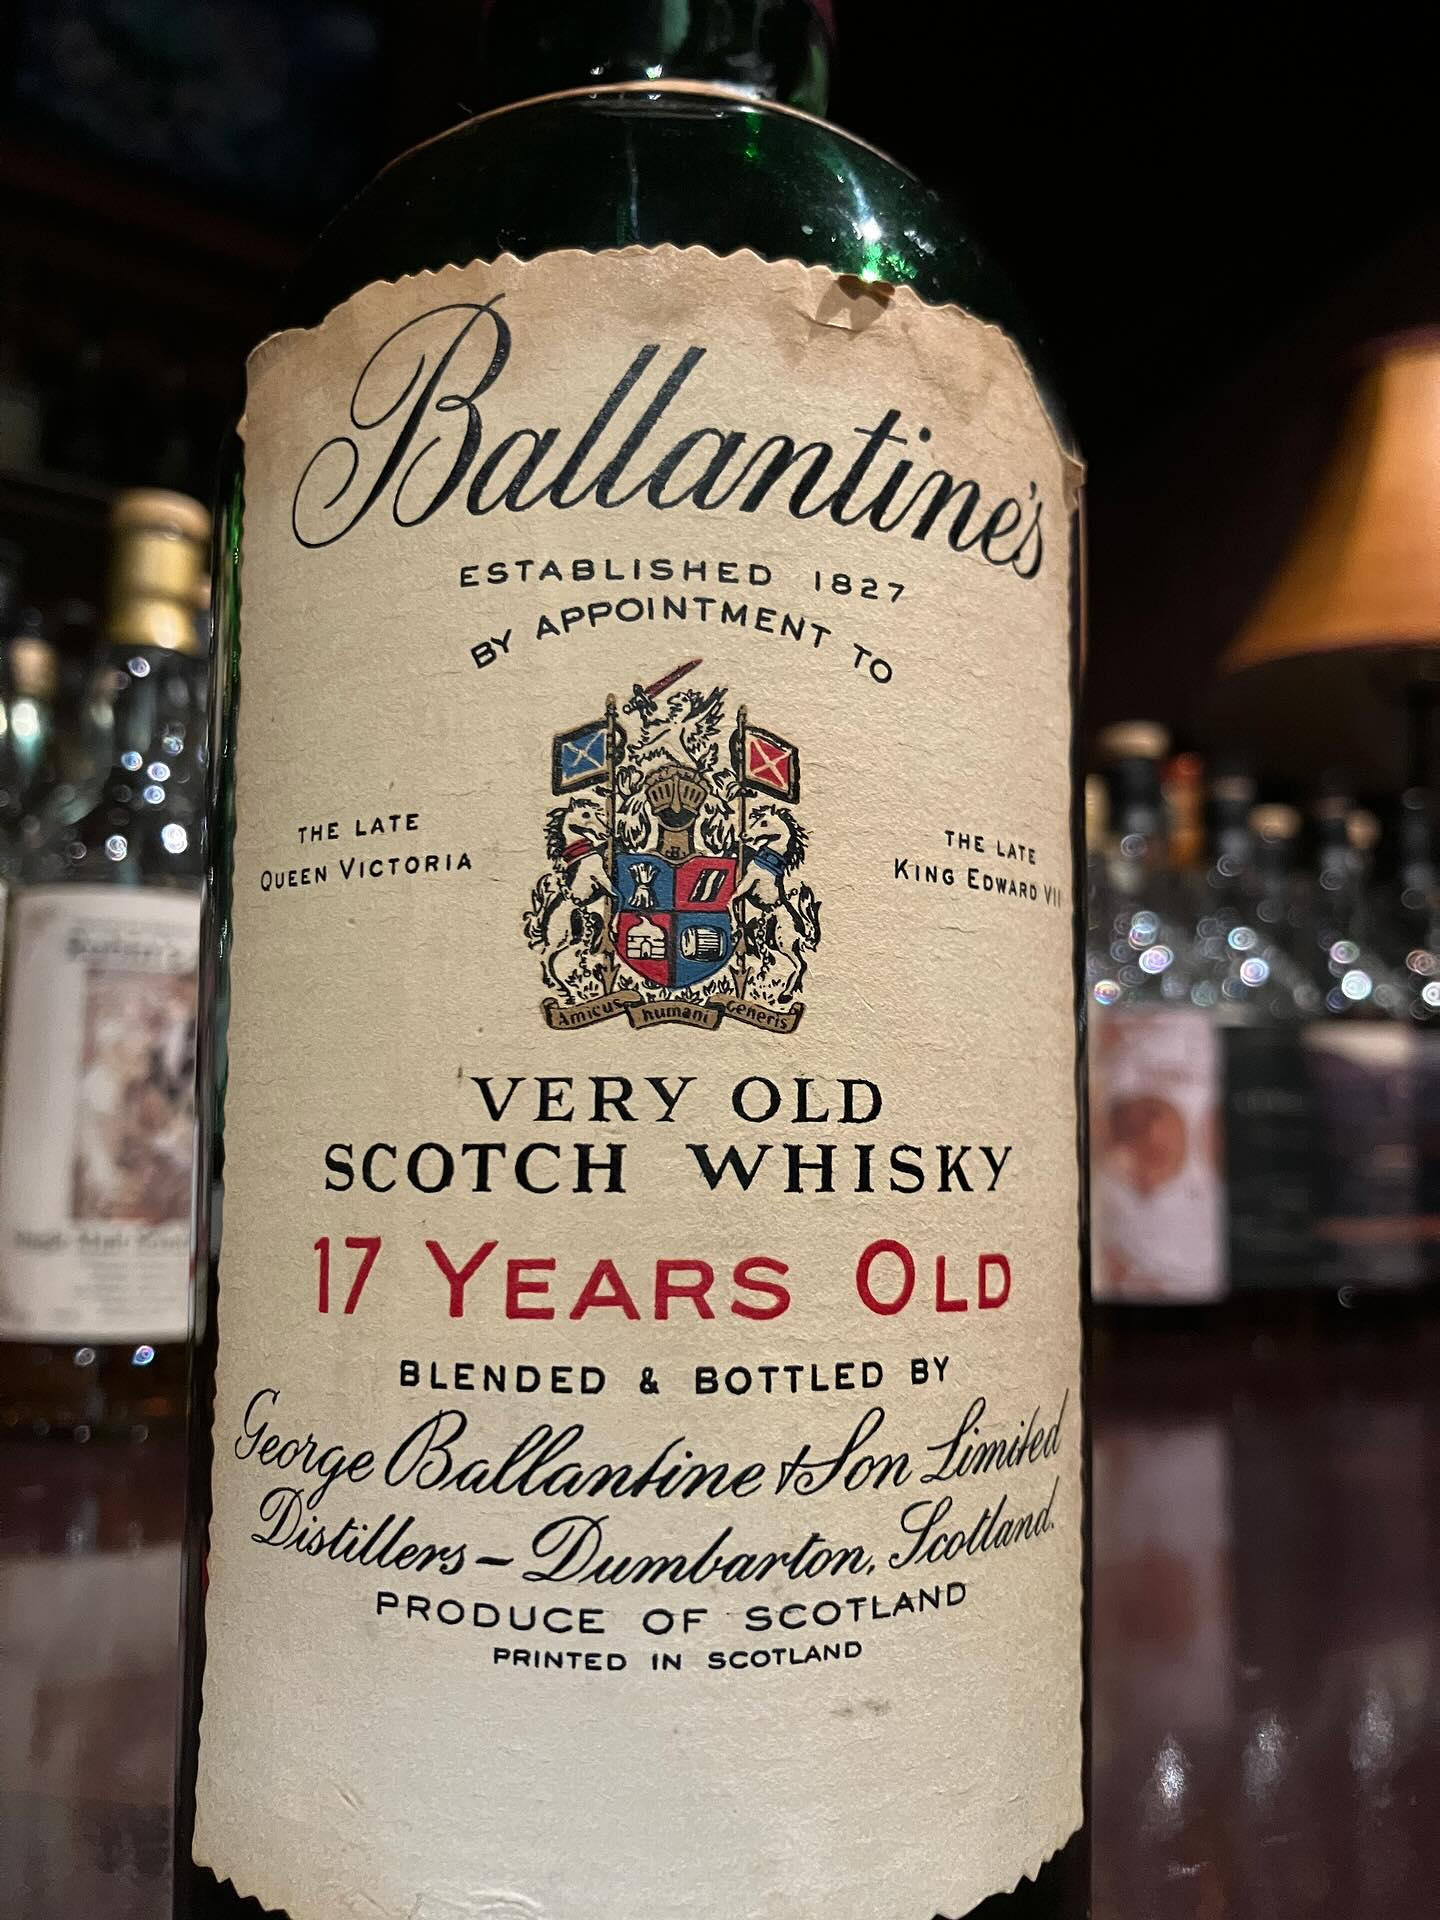 Ballantine's
ESTABLISHED 1827
BY APPOINTMENT TO
THE LATE
QUEEN VICTORIA
THE LATE
KING EDWARD VII
Amicus humani Generis
VERY OLD
SCOTCH WHISKY
17 YEARS OLD
BLENDED & BOTTLED BY
George Ballantine & Son Limited
Distillers – Dumbarton, Scotland.
PRODUCE OF SCOTLAND
PRINTED IN SCOTLAND